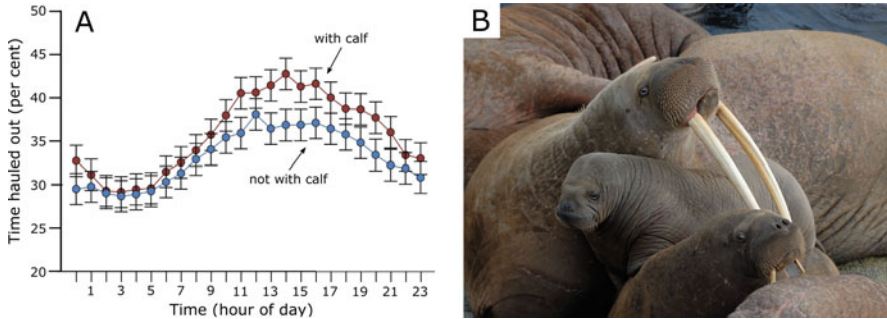 A
Time hauled out (per cent)
50
45
40
35
30
25
20
with calf
not with calf
1 3 5 7 9 11 13 15 17 19 21 23
Time (hour of day)
B